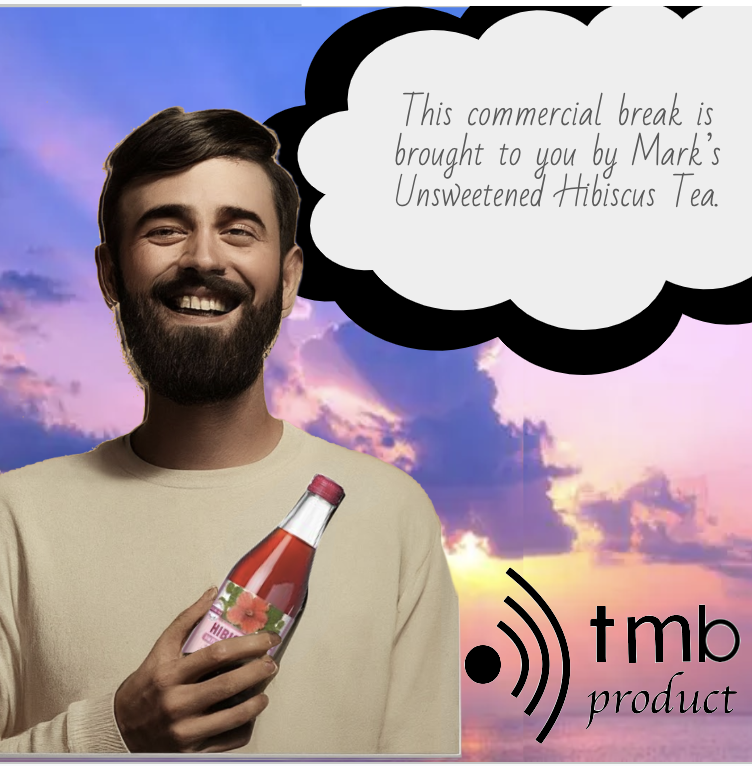 This commercial break is
brought to you by Mark's
Unsweetened Hibiscus Tea.
tmb
product